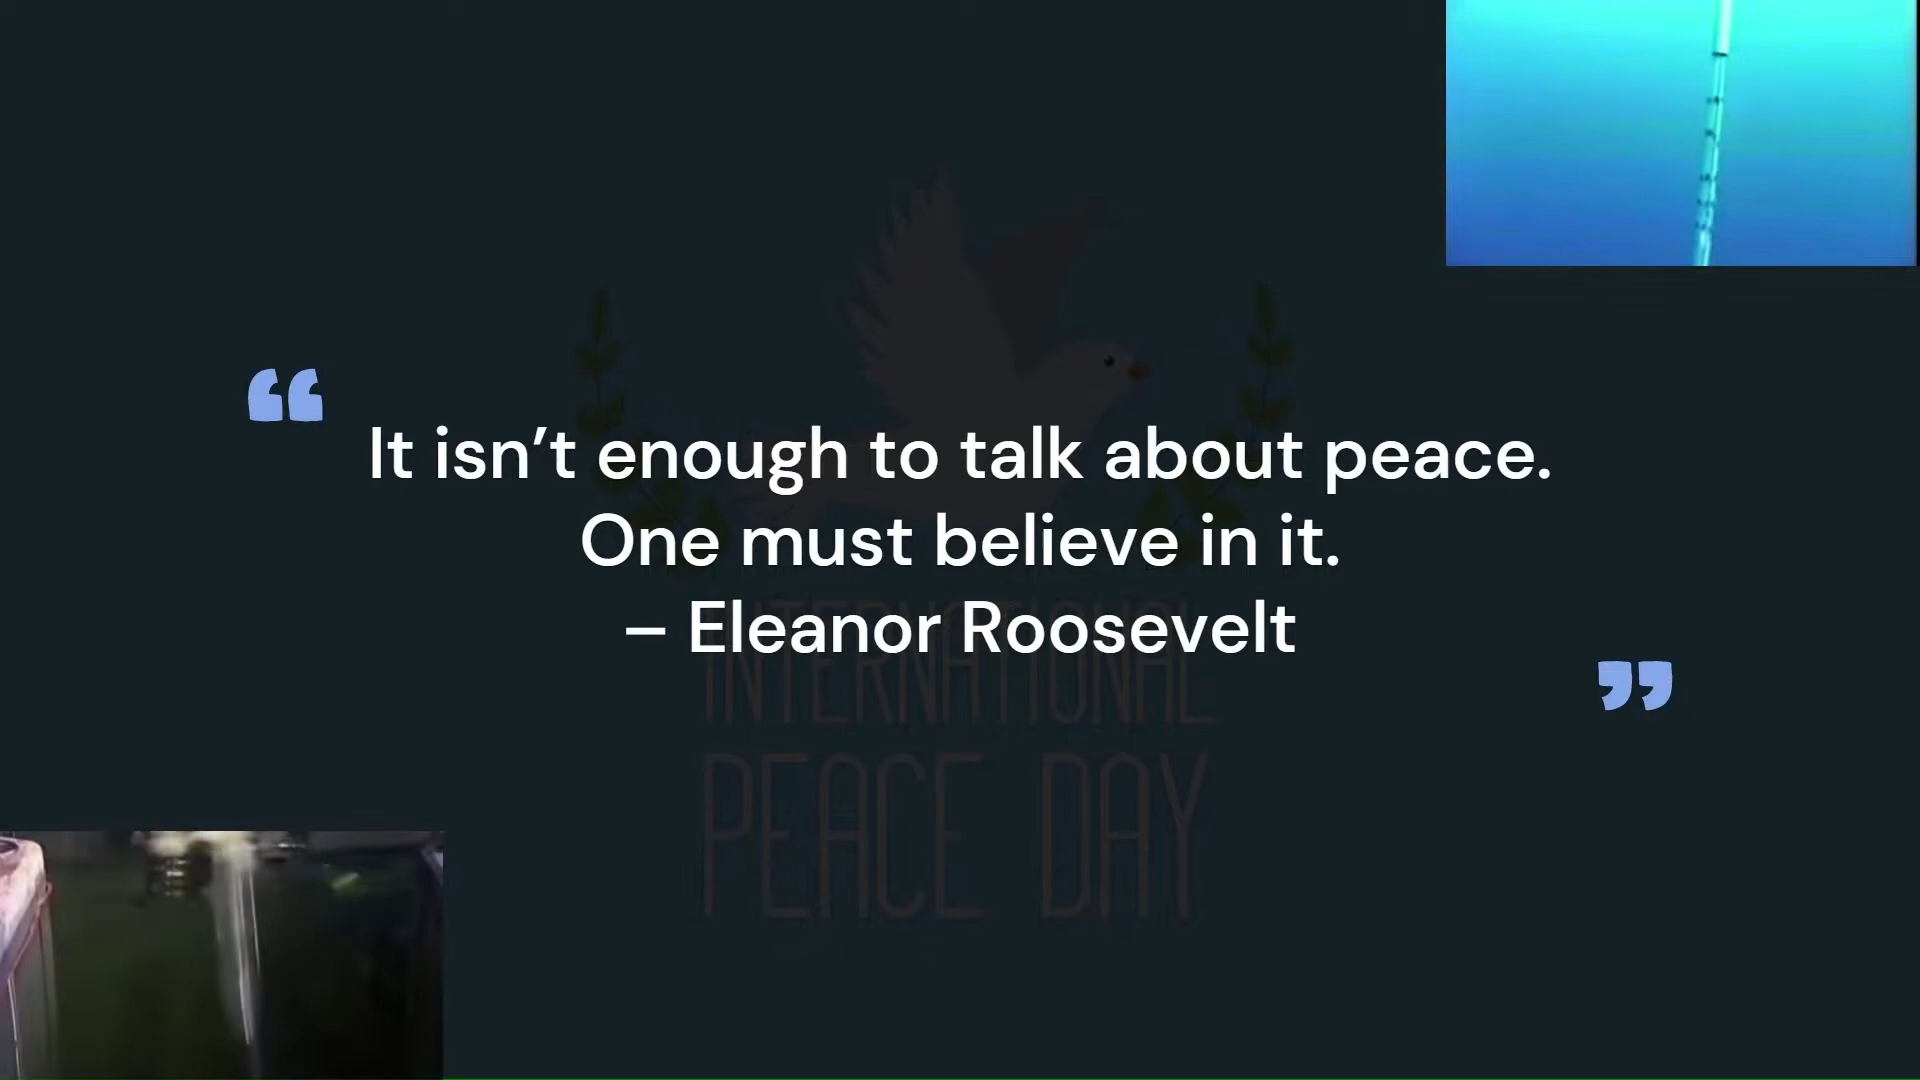 “
It isn’t enough to talk about peace.
One must believe in it.
– Eleanor Roosevelt
”
INTERNATIONAL
PEACE DAY